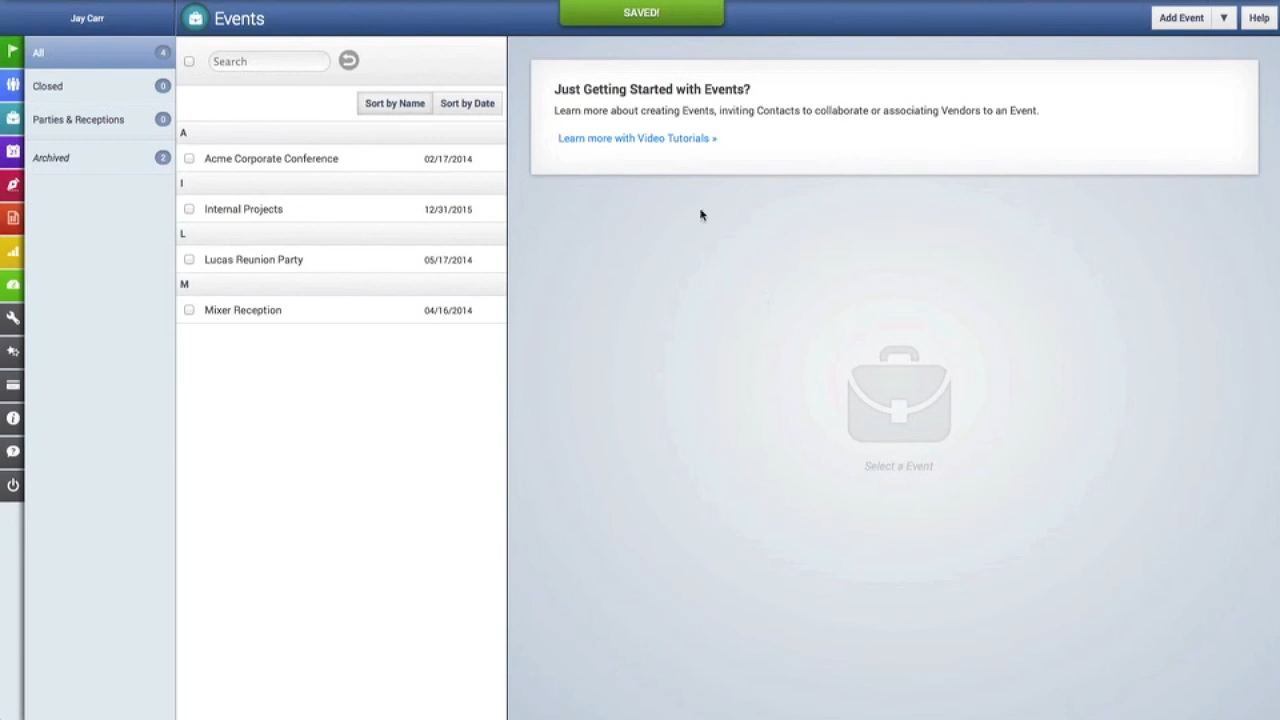 Jay Carr
Events
SAVED!
Add Event ▼
Help
All 4
Closed 0
Parties & Receptions 0
Archived 2
Search
Sort by Name
Sort by Date
A
Acme Corporate Conference 02/17/2014
I
Internal Projects 12/31/2015
L
Lucas Reunion Party 05/17/2014
M
Mixer Reception 04/16/2014
Just Getting Started with Events?
Learn more about creating Events, inviting Contacts to collaborate or associating Vendors to an Event.
Learn more with Video Tutorials »
Select a Event